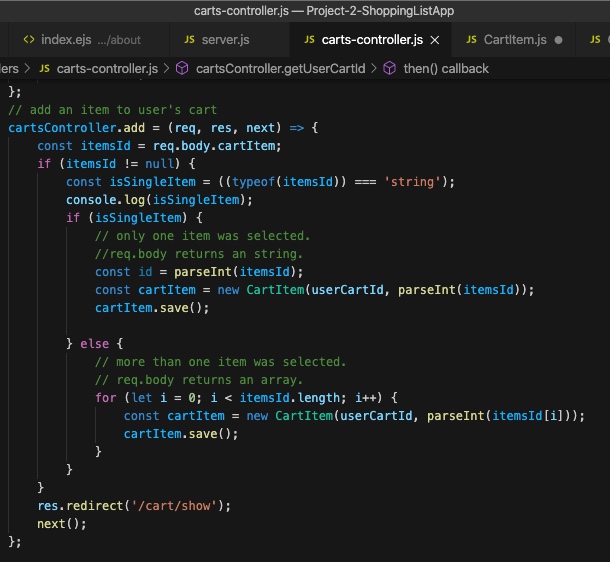 carts-controller.js — Project-2-ShoppingListApp
<> index.ejs .../about JS server.js JS carts-controller.js × JS CartItem.js ● JS
ers > JS carts-controller.js > cartsController.getUserCartId > then() callback
};
// add an item to user's cart
cartsController.add = (req, res, next) => {
    const itemsId = req.body.cartItem;
    if (itemsId != null) {
        const isSingleItem = ((typeof(itemsId)) === 'string');
        console.log(isSingleItem);
        if (isSingleItem) {
            // only one item was selected.
            //req.body returns an string.
            const id = parseInt(itemsId);
            const cartItem = new CartItem(userCartId, parseInt(itemsId));
            cartItem.save();
        } else {
            // more than one item was selected.
            // req.body returns an array.
            for (let i = 0; i < itemsId.length; i++) {
                const cartItem = new CartItem(userCartId, parseInt(itemsId[i]));
                cartItem.save();
            }
        }
    }
    res.redirect('/cart/show');
    next();
};